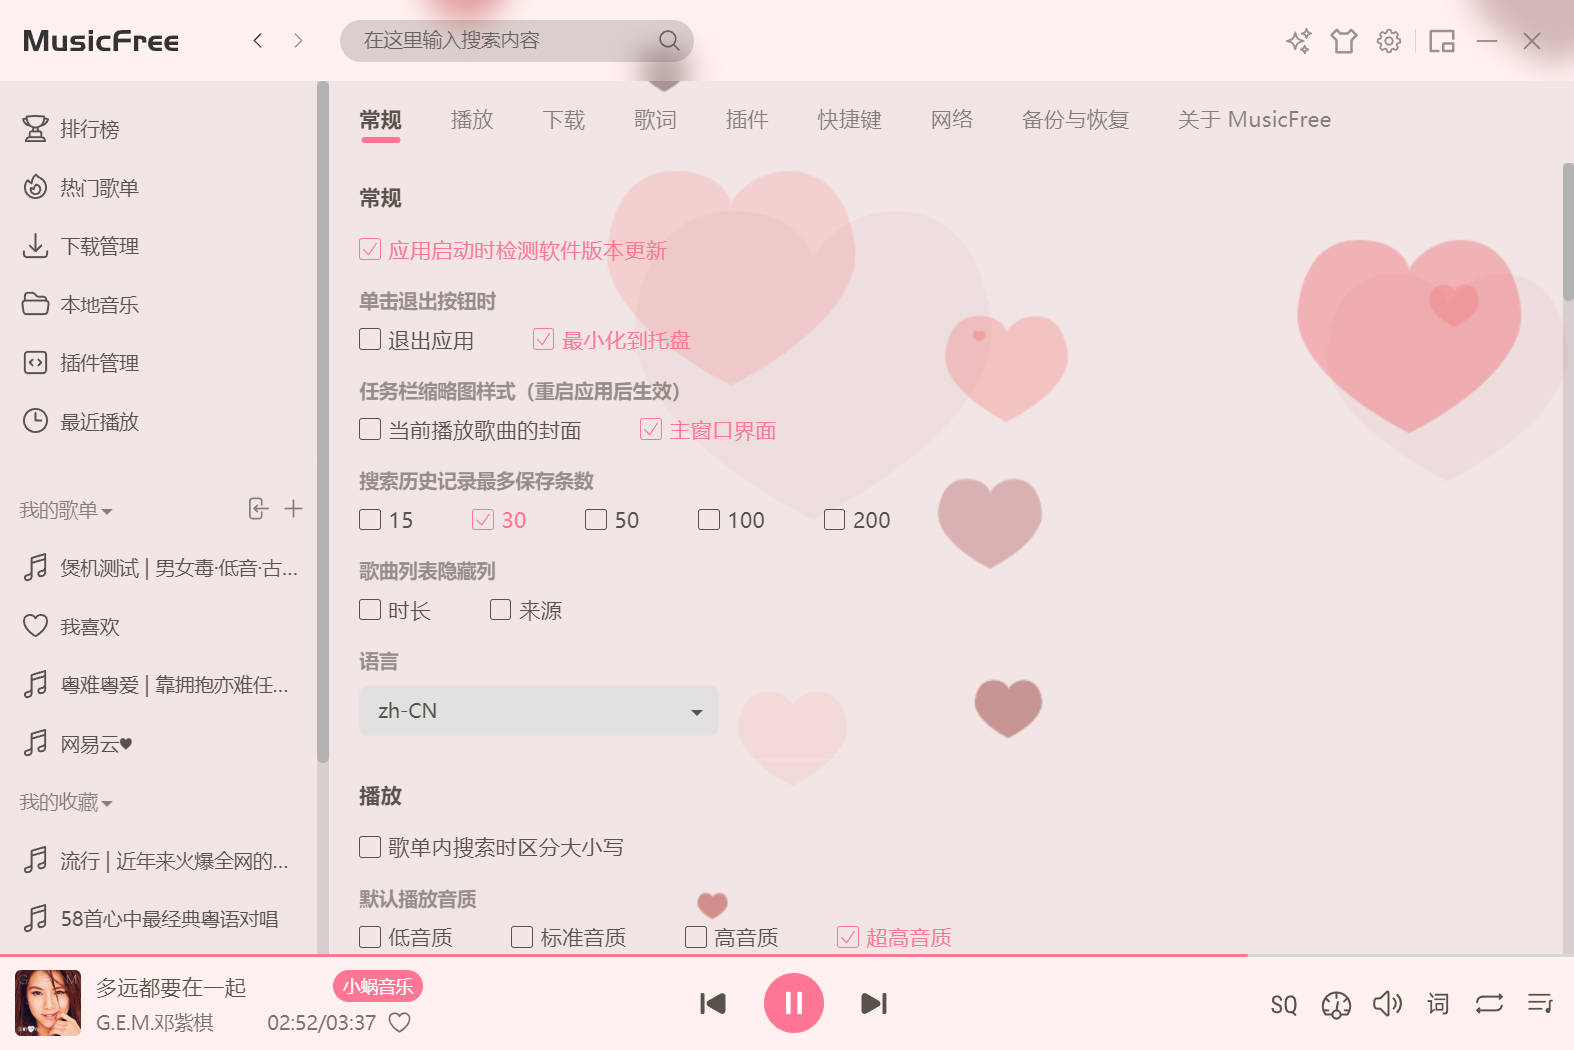 MusicFree
在这里输入搜索内容
排行榜
热门歌单
下载管理
本地音乐
插件管理
最近播放
我的歌单
煲机测试 | 男女毒·低音·古...
我喜欢
粤难粤爱 | 靠拥抱亦难任...
网易云♥
我的收藏
流行 | 近年来火爆全网的...
58首心中最经典粤语对唱
常规 播放 下载 歌词 插件 快捷键 网络 备份与恢复 关于 MusicFree
常规
应用启动时检测软件版本更新
单击退出按钮时
退出应用 最小化到托盘
任务栏缩略图样式（重启应用后生效）
当前播放歌曲的封面 主窗口界面
搜索历史记录最多保存条数
15 30 50 100 200
歌曲列表隐藏列
时长 来源
语言
zh-CN
播放
歌单内搜索时区分大小写
默认播放音质
低音质 标准音质 高音质 超高音质
多远都要在一起 小蜗音乐
G.E.M.邓紫棋 02:52/03:37
SQ 词